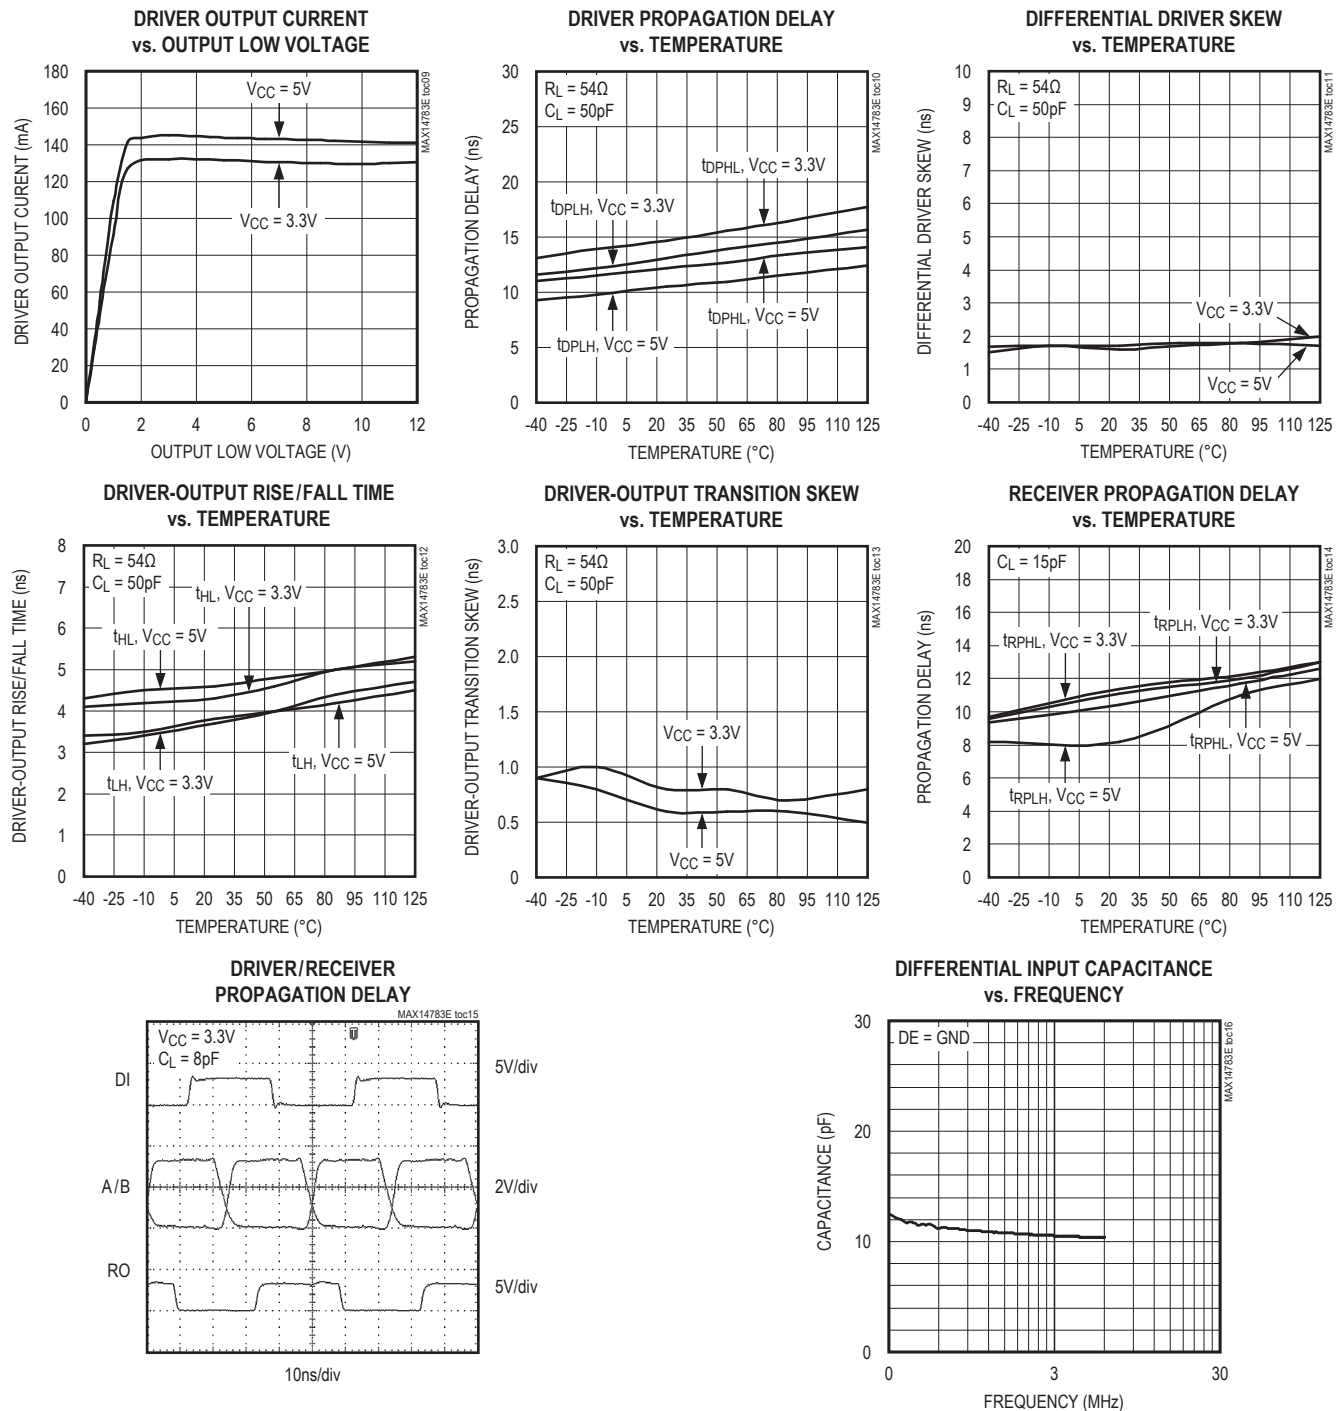 DRIVER OUTPUT CURRENT
vs. OUTPUT LOW VOLTAGE
180
160
140
120
100
80
60
40
20
0
DRIVER OUTPUT CURRENT (mA)
VCC = 5V
VCC = 3.3V
MAX14783E toc09
0 2 4 6 8 10 12
OUTPUT LOW VOLTAGE (V)
DRIVER PROPAGATION DELAY
vs. TEMPERATURE
30
25
20
15
10
5
0
PROPAGATION DELAY (ns)
RL = 54Ω
CL = 50pF
tDPHL, VCC = 3.3V
tDPLH, VCC = 3.3V
tDPHL, VCC = 5V
tDPLH, VCC = 5V
MAX14783E toc10
-40 -25 -10 5 20 35 50 65 80 95 110 125
TEMPERATURE (°C)
DIFFERENTIAL DRIVER SKEW
vs. TEMPERATURE
10
9
8
7
6
5
4
3
2
1
0
DIFFERENTIAL DRIVER SKEW (ns)
RL = 54Ω
CL = 50pF
VCC = 3.3V
VCC = 5V
MAX14783E toc11
-40 -25 -10 5 20 35 50 65 80 95 110 125
TEMPERATURE (°C)
DRIVER-OUTPUT RISE/FALL TIME
vs. TEMPERATURE
8
7
6
5
4
3
2
1
0
DRIVER-OUTPUT RISE/FALL TIME (ns)
RL = 54Ω
CL = 50pF
tHL, VCC = 3.3V
tHL, VCC = 5V
tLH, VCC = 5V
tLH, VCC = 3.3V
MAX14783E toc12
-40 -25 -10 5 20 35 50 65 80 95 110 125
TEMPERATURE (°C)
DRIVER-OUTPUT TRANSITION SKEW
vs. TEMPERATURE
3.0
2.5
2.0
1.5
1.0
0.5
0
DRIVER-OUTPUT TRANSITION SKEW (ns)
RL = 54Ω
CL = 50pF
VCC = 3.3V
VCC = 5V
MAX14783E toc13
-40 -25 -10 5 20 35 50 65 80 95 110 125
TEMPERATURE (°C)
RECEIVER PROPAGATION DELAY
vs. TEMPERATURE
20
18
16
14
12
10
8
6
4
2
0
PROPAGATION DELAY (ns)
CL = 15pF
tRPLH, VCC = 3.3V
tRPHL, VCC = 3.3V
tRPHL, VCC = 5V
tRPLH, VCC = 5V
MAX14783E toc14
-40 -25 -10 5 20 35 50 65 80 95 110 125
TEMPERATURE (°C)
DRIVER/RECEIVER
PROPAGATION DELAY
MAX14783E toc15
VCC = 3.3V
CL = 8pF
DI
5V/div
A/B
2V/div
RO
5V/div
10ns/div
DIFFERENTIAL INPUT CAPACITANCE
vs. FREQUENCY
30
20
10
0
CAPACITANCE (pF)
DE = GND
MAX14783E toc16
0 3 30
FREQUENCY (MHz)